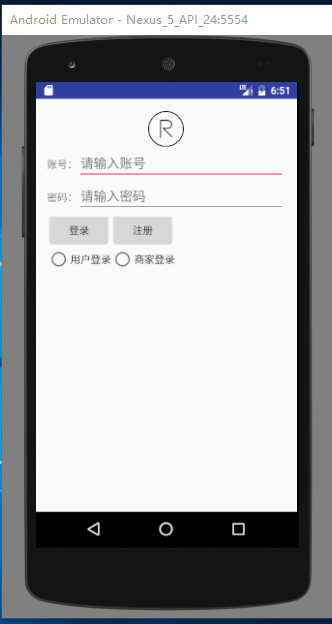 Android Emulator - Nexus_5_API_24:5554
LTE 6:51
R
账号： 请输入账号
密码： 请输入密码
登录 注册
用户登录 商家登录